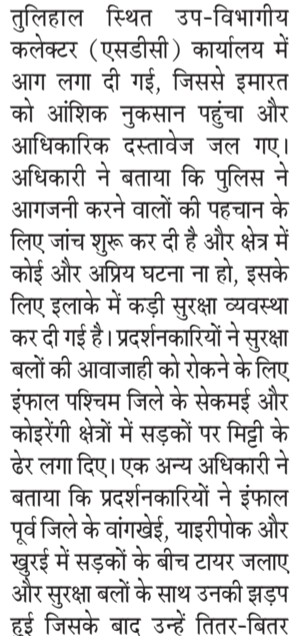 तुलिहाल स्थित उप-विभागीय
कलेक्टर (एसडीसी) कार्यालय में
आग लगा दी गई, जिससे इमारत
को आंशिक नुकसान पहुंचा और
आधिकारिक दस्तावेज जल गए।
अधिकारी ने बताया कि पुलिस ने
आगजनी करने वालों की पहचान के
लिए जांच शुरू कर दी है और क्षेत्र में
कोई और अप्रिय घटना ना हो, इसके
लिए इलाके में कड़ी सुरक्षा व्यवस्था
कर दी गई है। प्रदर्शनकारियों ने सुरक्षा
बलों की आवाजाही को रोकने के लिए
इंफाल पश्चिम जिले के सेकमई और
कोइरेंगी क्षेत्रों में सड़कों पर मिट्टी के
ढेर लगा दिए। एक अन्य अधिकारी ने
बताया कि प्रदर्शनकारियों ने इंफाल
पूर्व जिले के वांगखेई, याइरीपोक और
खुरई में सड़कों के बीच टायर जलाए
और सुरक्षा बलों के साथ उनकी झड़प
हुई जिसके बाद उन्हें तितर-बितर